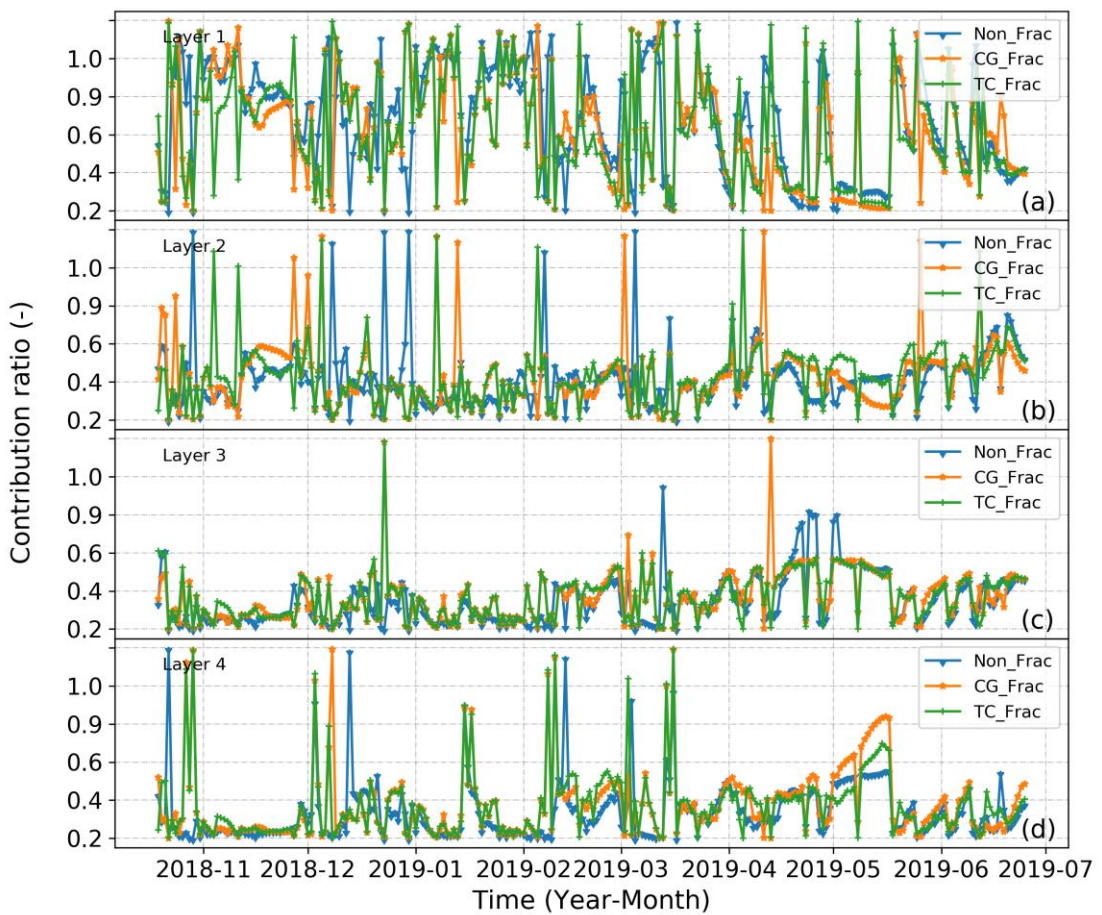 Contribution ratio (-)
Layer 1
1.0
0.9
0.6
0.4
0.2
Non_Frac
CG_Frac
TC_Frac
(a)
Layer 2
1.0
0.9
0.6
0.4
0.2
Non_Frac
CG_Frac
TC_Frac
(b)
Layer 3
1.0
0.9
0.6
0.4
0.2
Non_Frac
CG_Frac
TC_Frac
(c)
Layer 4
1.0
0.6
0.4
0.2
Non_Frac
CG_Frac
TC_Frac
(d)
2018-11 2018-12 2019-01 2019-02 2019-03 2019-04 2019-05 2019-06 2019-07
Time (Year-Month)